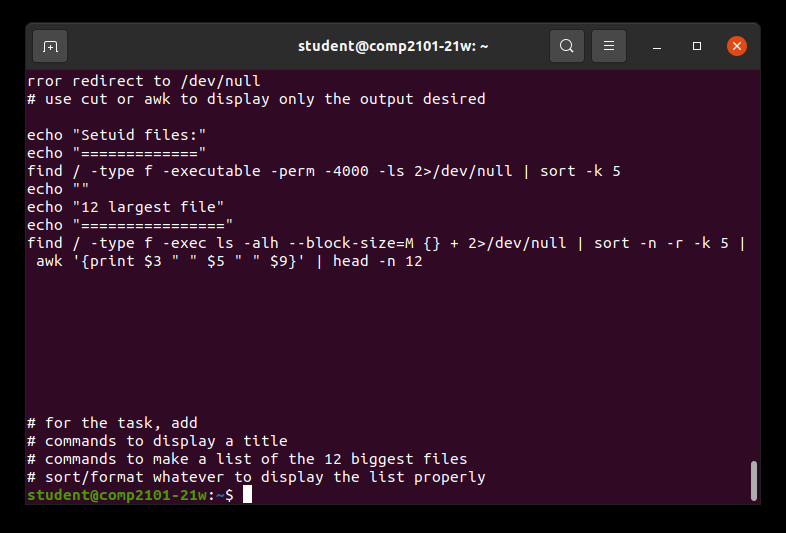 student@comp2101-21w: ~
rror redirect to /dev/null
# use cut or awk to display only the output desired
echo "Setuid files:"
echo "============="
find / -type f -executable -perm -4000 -ls 2>/dev/null | sort -k 5
echo ""
echo "12 largest file"
echo "================"
find / -type f -exec ls -alh --block-size=M {} + 2>/dev/null | sort -n -r -k 5 |
 awk '{print $3 " " $5 " " $9}' | head -n 12
# for the task, add
# commands to display a title
# commands to make a list of the 12 biggest files
# sort/format whatever to display the list properly
student@comp2101-21w:~$